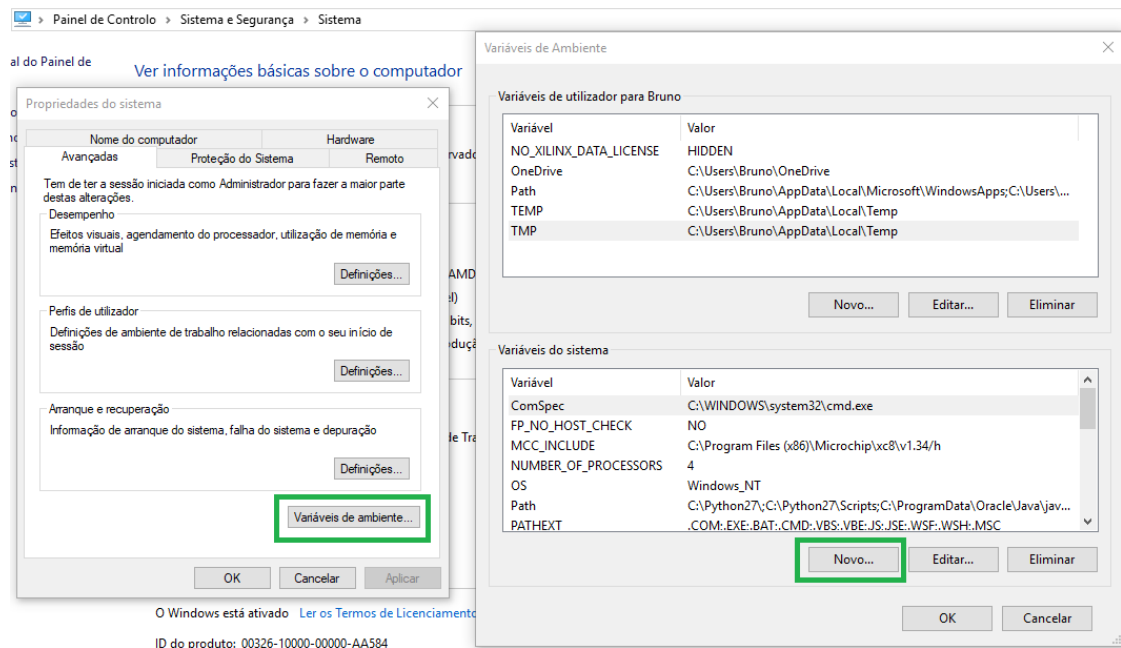 Painel de Controlo > Sistema e Segurança > Sistema
al do Painel de
Ver informações básicas sobre o computador
Propriedades do sistema
Nome do computador Hardware
Avançadas Proteção do Sistema Remoto
Tem de ter a sessão iniciada como Administrador para fazer a maior parte
destas alterações.
Desempenho
Efeitos visuais, agendamento do processador, utilização de memória e
memória virtual
Definições...
Perfis de utilizador
Definições de ambiente de trabalho relacionadas com o seu início de
sessão
Definições...
Arranque e recuperação
Informação de arranque do sistema, falha do sistema e depuração
Definições...
Variáveis de ambiente...
OK Cancelar Aplicar
AMD
bits,
de Tra
O Windows está ativado Ler os Termos de Licenciamento
ID do produto: 00326-10000-00000-AA584
Variáveis de Ambiente
Variáveis de utilizador para Bruno
Variável Valor
NO_XILINX_DATA_LICENSE HIDDEN
OneDrive C:\Users\Bruno\OneDrive
Path C:\Users\Bruno\AppData\Local\Microsoft\WindowsApps;C:\Users\...
TEMP C:\Users\Bruno\AppData\Local\Temp
TMP C:\Users\Bruno\AppData\Local\Temp
Novo... Editar... Eliminar
Variáveis do sistema
Variável Valor
ComSpec C:\WINDOWS\system32\cmd.exe
FP_NO_HOST_CHECK NO
MCC_INCLUDE C:\Program Files (x86)\Microchip\xc8\v1.34/h
NUMBER_OF_PROCESSORS 4
OS Windows_NT
Path C:\Python27\;C:\Python27\Scripts;C:\ProgramData\Oracle\Java\jav...
PATHEXT .COM;.EXE;.BAT;.CMD;.VBS;.VBE;.JS;.JSE;.WSF;.WSH;.MSC
Novo... Editar... Eliminar
OK Cancelar